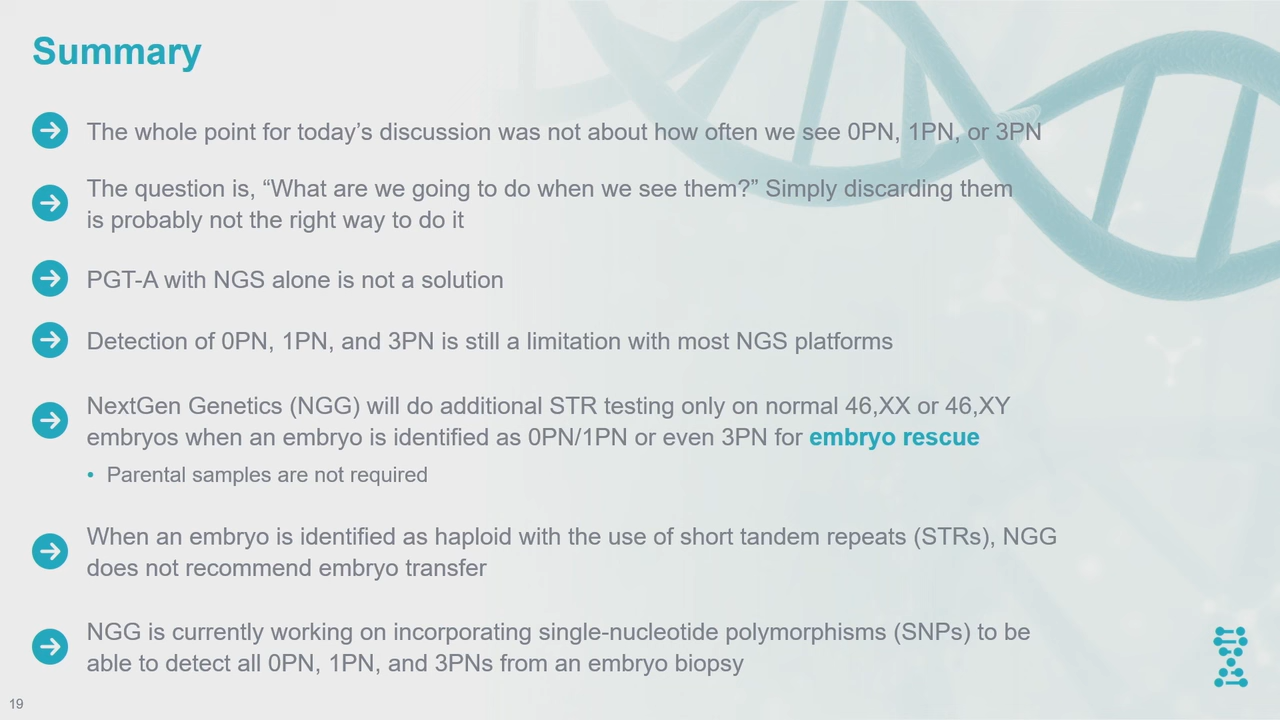 Summary
The whole point for today’s discussion was not about how often we see 0PN, 1PN, or 3PN
The question is, “What are we going to do when we see them?” Simply discarding them
is probably not the right way to do it
PGT-A with NGS alone is not a solution
Detection of 0PN, 1PN, and 3PN is still a limitation with most NGS platforms
NextGen Genetics (NGG) will do additional STR testing only on normal 46,XX or 46,XY
embryos when an embryo is identified as 0PN/1PN or even 3PN for embryo rescue
• Parental samples are not required
When an embryo is identified as haploid with the use of short tandem repeats (STRs), NGG
does not recommend embryo transfer
NGG is currently working on incorporating single-nucleotide polymorphisms (SNPs) to be
able to detect all 0PN, 1PN, and 3PNs from an embryo biopsy
19